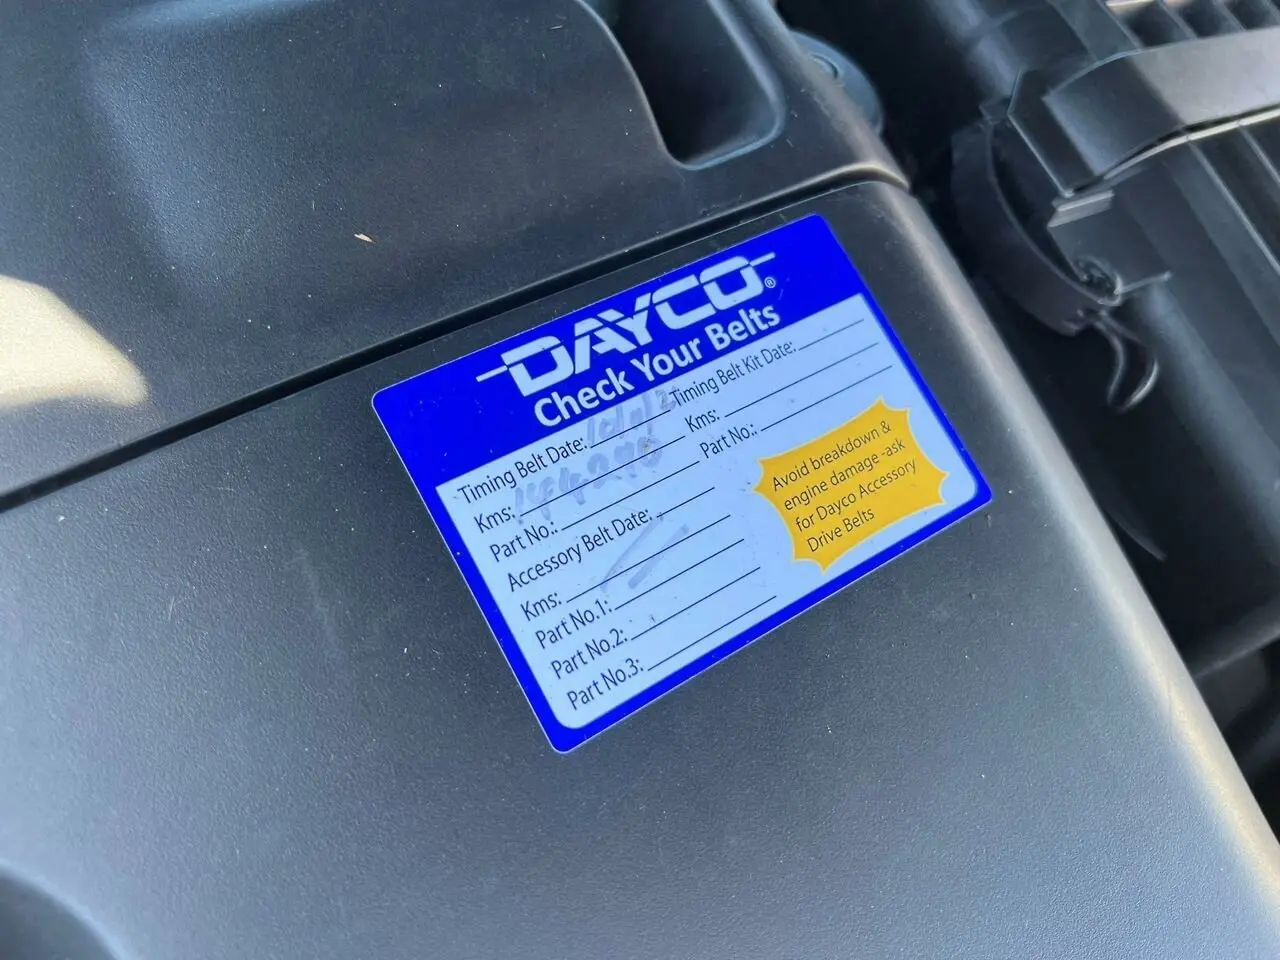 DAYCO®
Check Your Belts
Timing Belt Date:
Kms: 144290
Part No.:
Accessory Belt Date:
Kms:
Part No.1:
Part No.2:
Part No.3:
Timing Belt Kit Date:
Kms:
Part No.:
Avoid breakdown &
engine damage -ask
for Dayco Accessory
Drive Belts